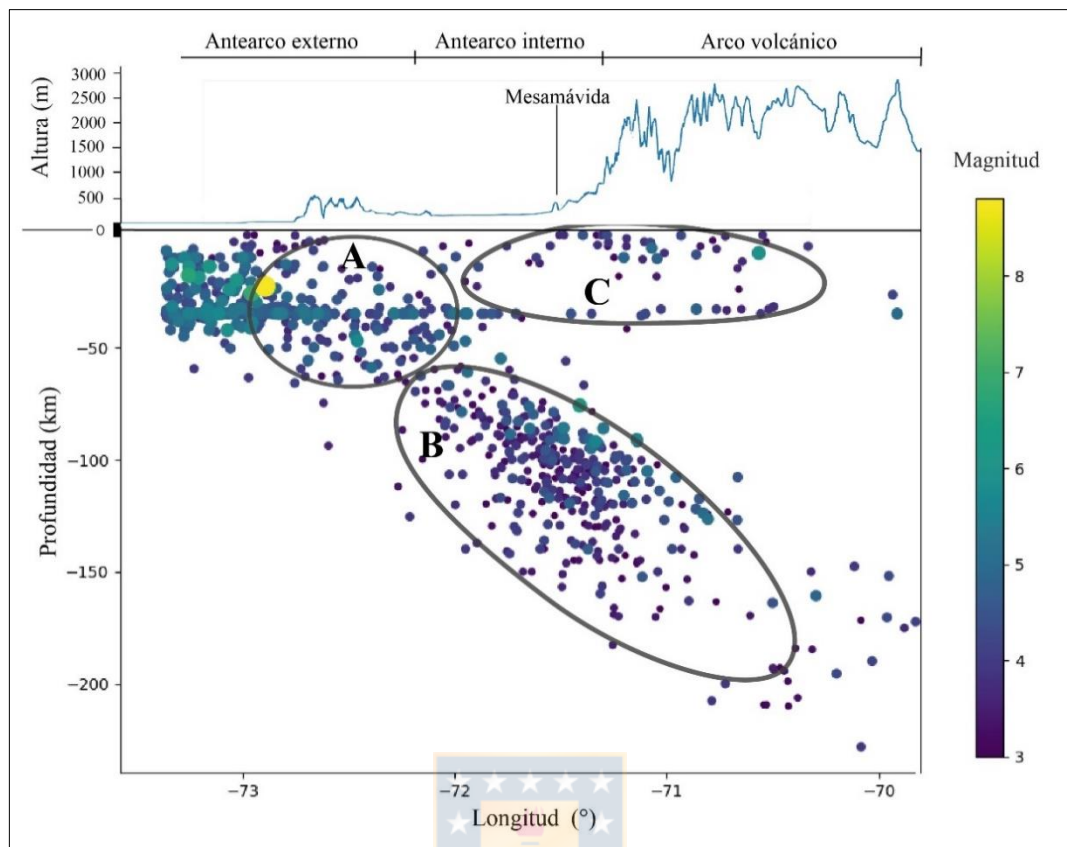 Antearco externo Antearco interno Arco volcánico
Altura (m)
3000
2500
2000
1500
1000
500
0
Mesamávida
Magnitud
8
7
6
5
4
3
A
C
B
Profundidad (km)
−50
−100
−150
−200
−73 −72 −71 −70
Longitud (°)